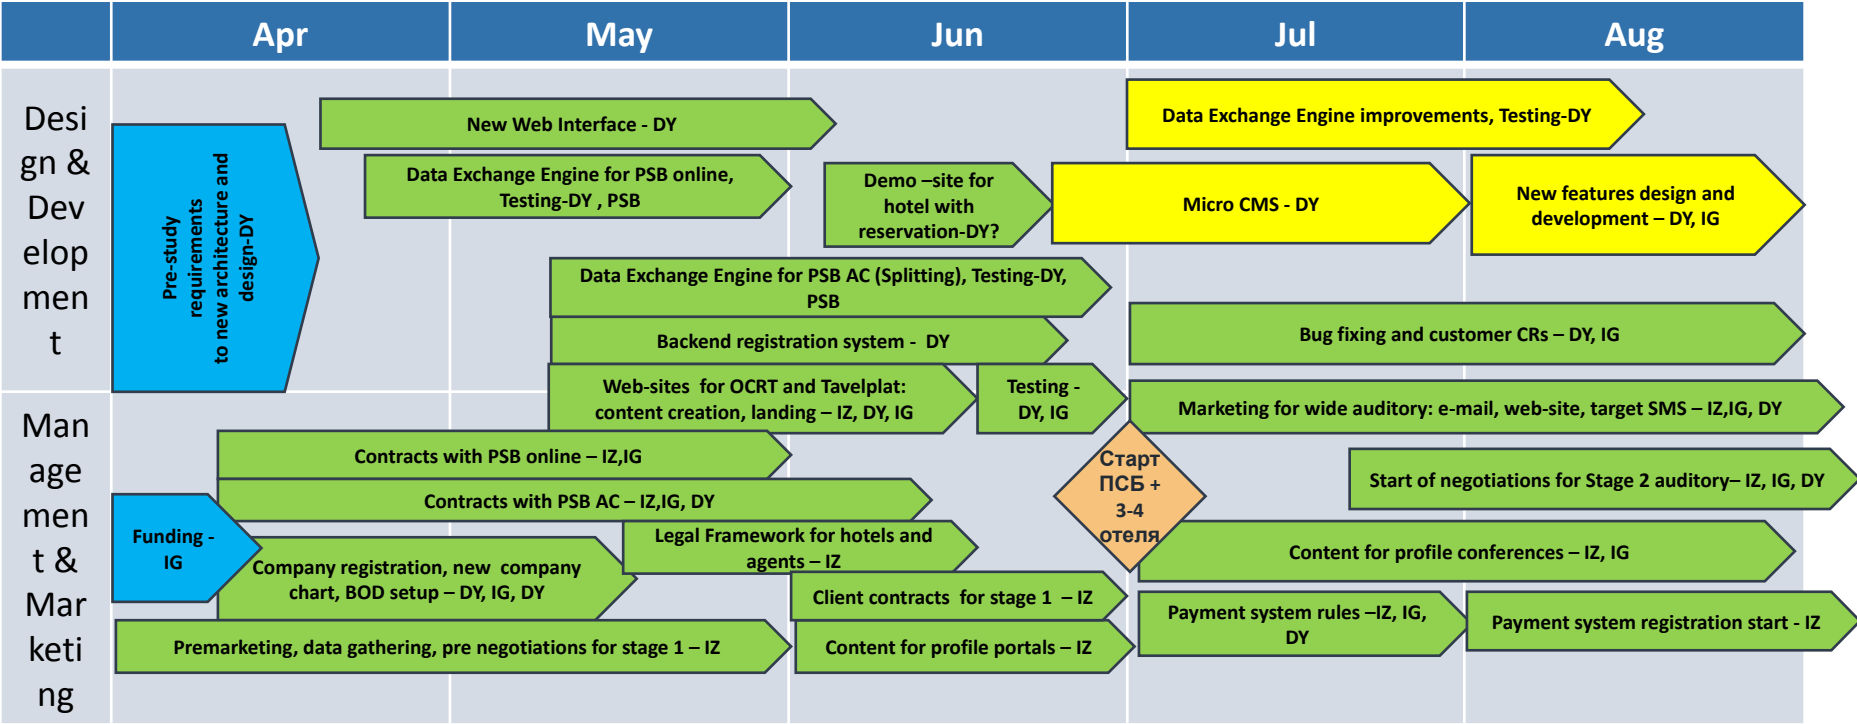 Apr
May
Jun
Jul
Aug
Desi
gn &
Dev
elop
men
t
Pre-study
requirements
to new architecture and
design-DY
New Web Interface - DY
Data Exchange Engine for PSB online,
Testing-DY , PSB
Demo –site for
hotel with
reservation-DY?
Data Exchange Engine improvements, Testing-DY
Micro CMS - DY
New features design and
development – DY, IG
Data Exchange Engine for PSB AC (Splitting), Testing-DY,
PSB
Backend registration system -  DY
Bug fixing and customer CRs – DY, IG
Web-sites  for OCRT and Tavelplat:
content creation, landing – IZ, DY, IG
Testing -
DY, IG
Marketing for wide auditory: e-mail, web-site, target SMS – IZ,IG, DY
Man
age
men
t &
Mar
keti
ng
Contracts with PSB online – IZ,IG
Contracts with PSB AC – IZ,IG, DY
Старт
ПСБ +
3-4
отеля
Start of negotiations for Stage 2 auditory– IZ, IG, DY
Funding -
IG
Company registration, new  company
chart, BOD setup – DY, IG, DY
Legal Framework for hotels and
agents – IZ
Content for profile conferences – IZ, IG
Client contracts  for stage 1  – IZ
Payment system rules –IZ, IG,
DY
Payment system registration start - IZ
Premarketing, data gathering, pre negotiations for stage 1 – IZ
Content for profile portals – IZ